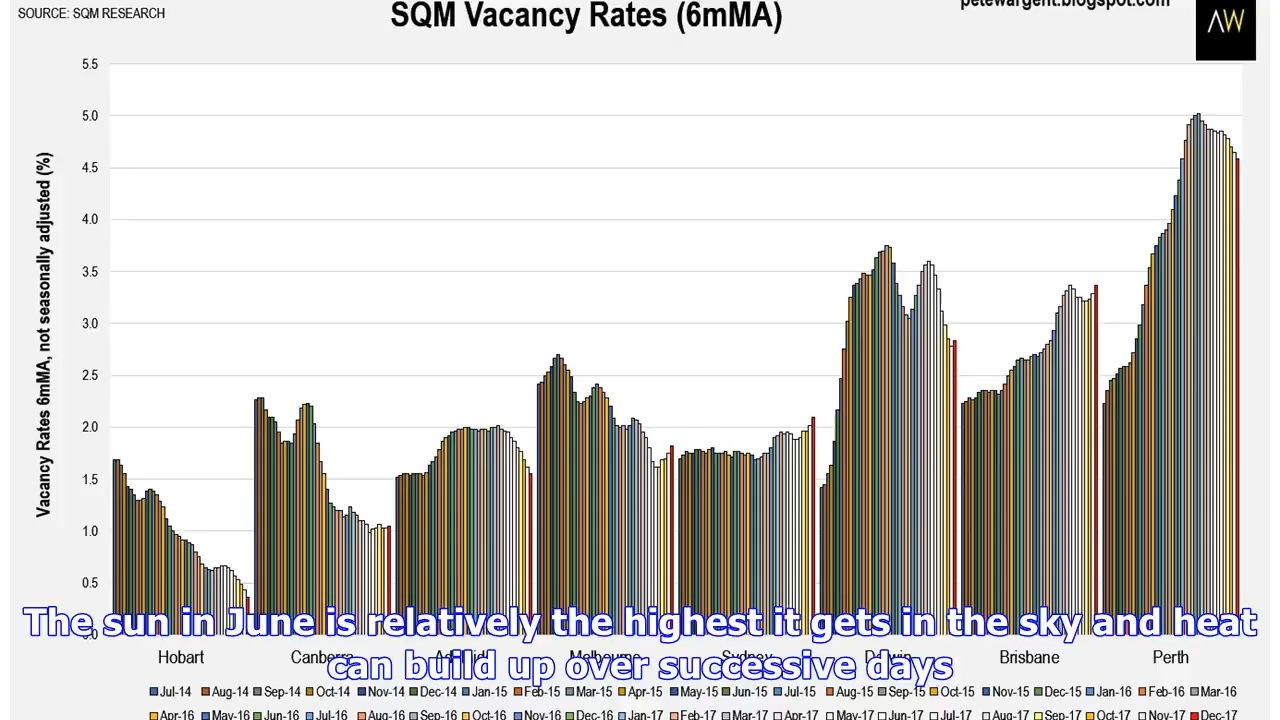 SOURCE: SQM RESEARCH
SQM Vacancy Rates (6mMA)
petewargent.blogspot.com
AW
Vacancy Rates 6mMA, not seasonally adjusted (%)
5.5
5.0
4.5
4.0
3.5
3.0
2.5
2.0
1.5
1.0
0.5
0.0
The sun in June is relatively the highest it gets in the sky and heat
can build up over successive days
Hobart Canberra Adelaide Melbourne Sydney Darwin Brisbane Perth
Jul-14 Aug-14 Sep-14 Oct-14 Nov-14 Dec-14 Jan-15 Feb-15 Mar-15 Apr-15 May-15 Jun-15 Jul-15 Aug-15 Sep-15 Oct-15 Nov-15 Dec-15 Jan-16 Feb-16 Mar-16
Apr-16 May-16 Jun-16 Jul-16 Aug-16 Sep-16 Oct-16 Nov-16 Dec-16 Jan-17 Feb-17 Mar-17 Apr-17 May-17 Jun-17 Jul-17 Aug-17 Sep-17 Oct-17 Nov-17 Dec-17